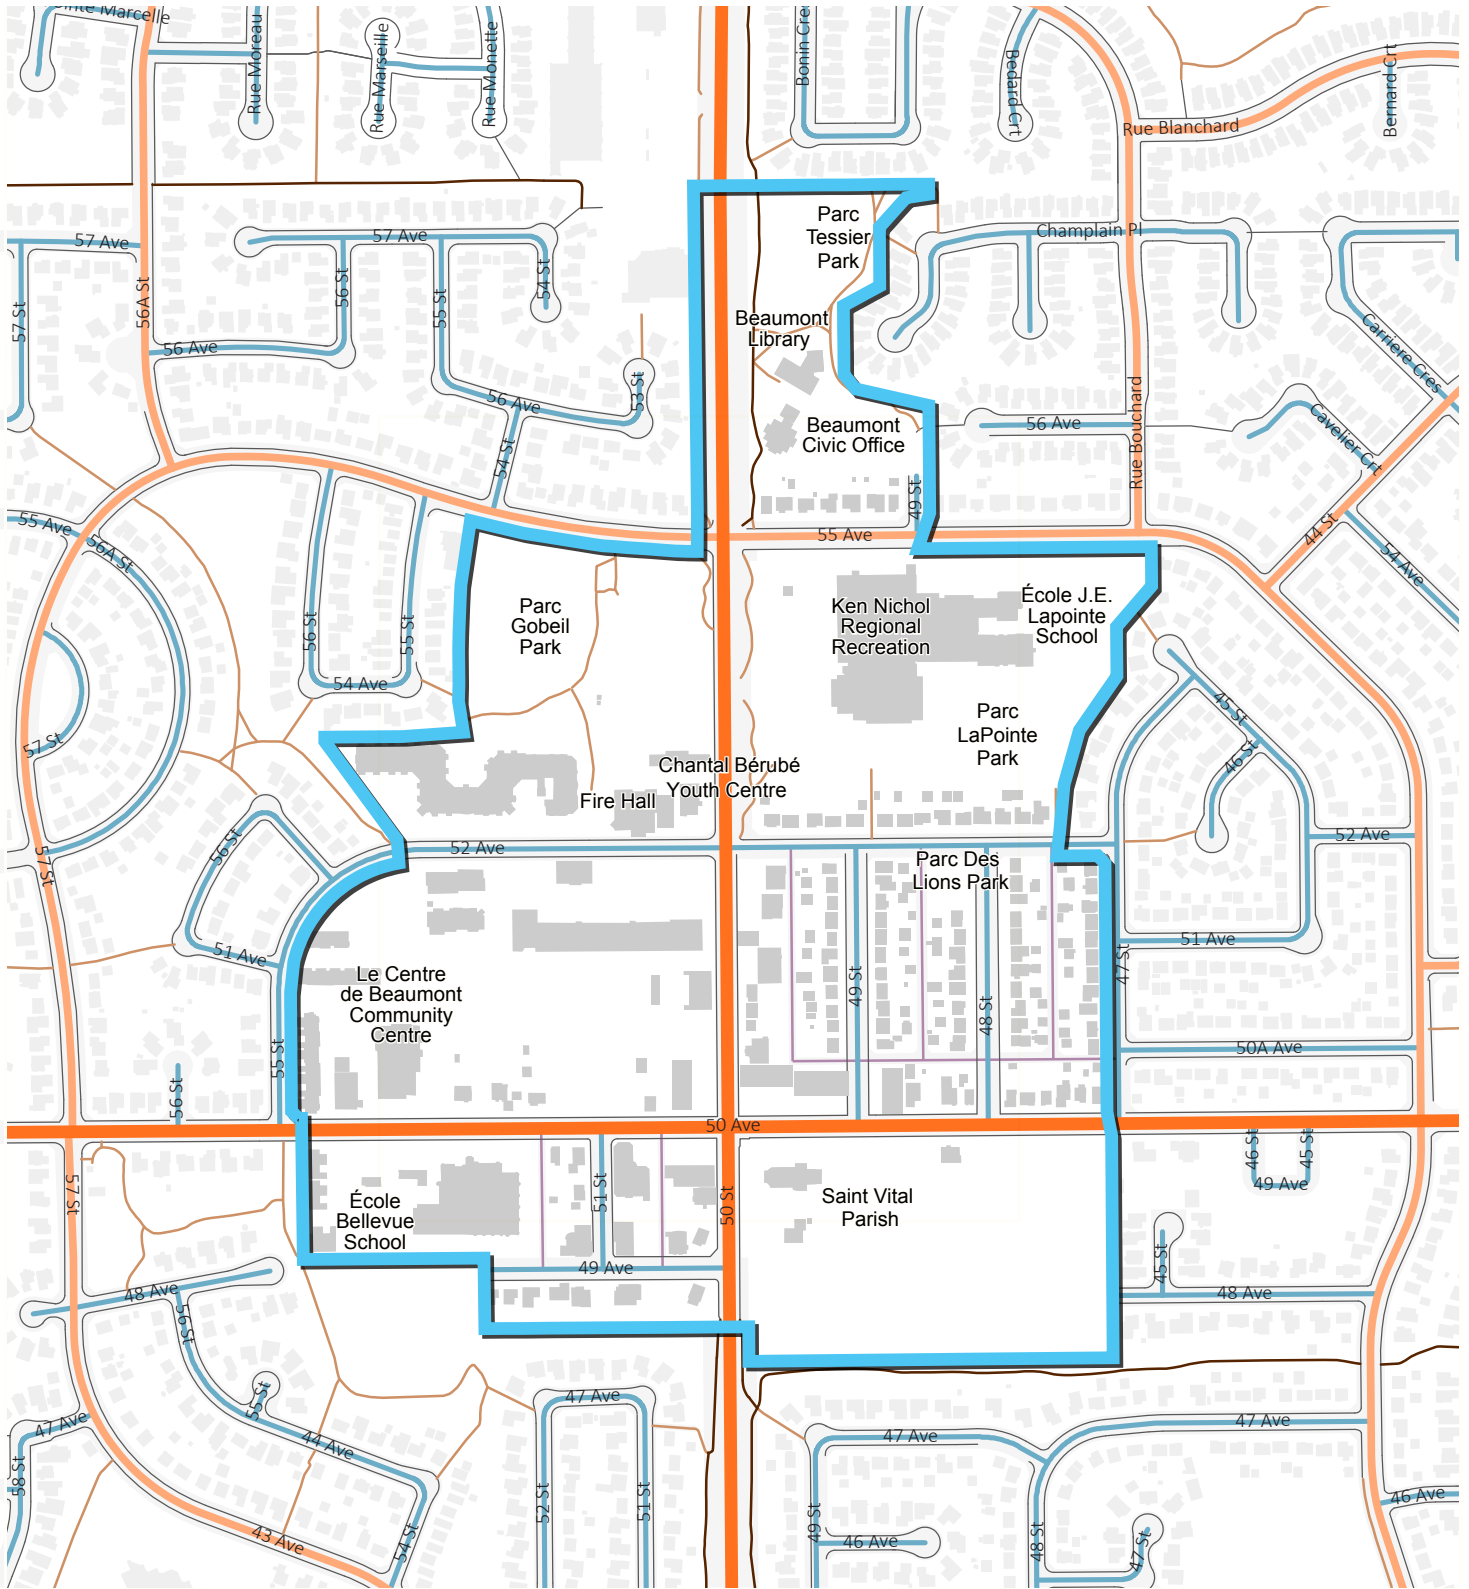 Rue Moreau
Rue Marseille
Rue Monette
Bonin Cres
Bedard Crt
Rue Blanchard
Bernard Crt
57 Ave
57 Ave
56A St
56 St
55 St
54 St
57 St
56 Ave
56 Ave
53 St
54 St
Parc
Tessier
Park
Champlain Pl
Beaumont
Library
Carriere Cres
Rue Bouchard
56 Ave
Cavelier Crt
Beaumont
Civic Office
49 St
55 Ave
44 St
54 Ave
55 Ave
56A St
56 St
55 St
54 Ave
57 St
Parc
Gobeil
Park
Ken Nichol
Regional
Recreation
École J.E.
Lapointe
School
Parc
LaPointe
Park
45 St
46 St
Chantal Bérubé
Youth Centre
Fire Hall
52 Ave
52 Ave
56 St
57 St
Parc Des
Lions Park
51 Ave
51 Ave
47 St
49 St
48 St
Le Centre
de Beaumont
Community
Centre
55 St
50A Ave
56 St
50 Ave
46 St
45 St
49 Ave
57 St
51 St
50 St
École
Bellevue
School
Saint Vital
Parish
49 Ave
45 St
48 Ave
48 Ave
56 St
55 St
44 Ave
47 Ave
58 St
47 Ave
47 Ave
47 Ave
52 St
51 St
49 St
46 Ave
48 St
47 St
46 Ave
43 Ave
54 St